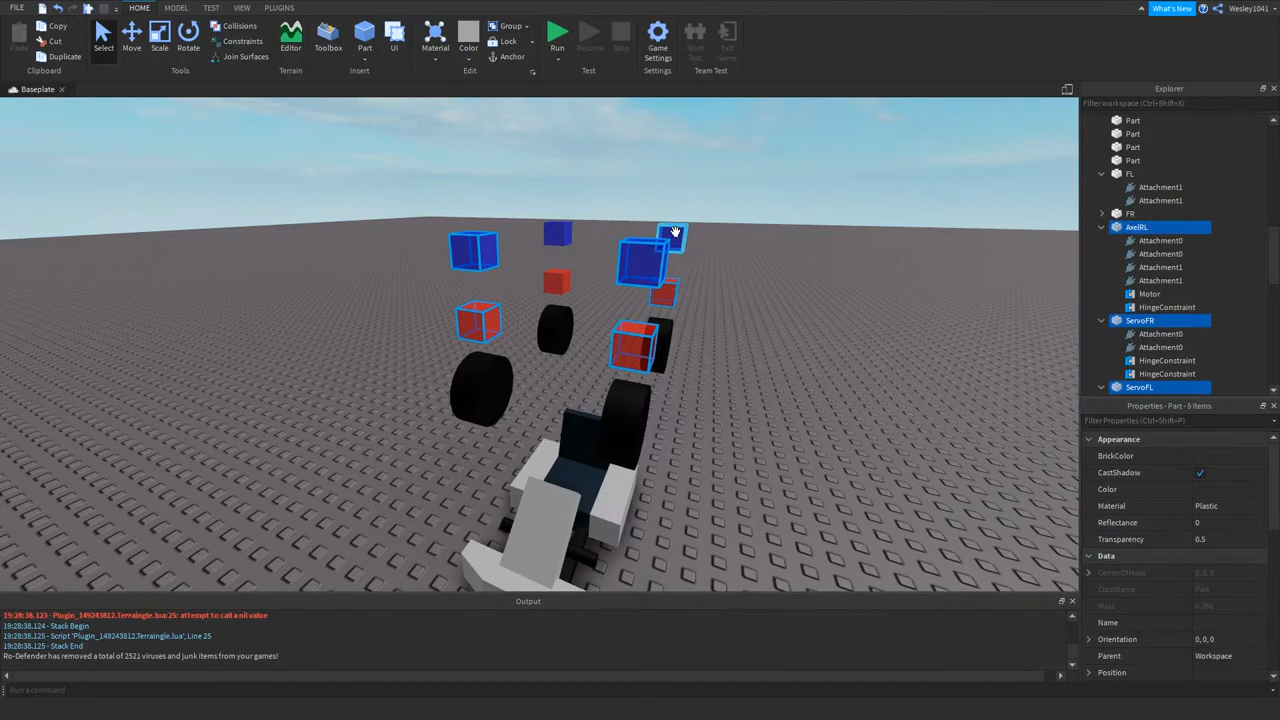 FILE HOME MODEL TEST VIEW PLUGINS What's New Wesley1041
Copy Collisions Group
Paste Cut Select Move Scale Rotate Constraints Editor Toolbox Part UI Material Color Lock Run Resume Stop Game Settings Team Test Exit Game
Duplicate Join Surfaces Anchor
Clipboard Tools Terrain Insert Edit Test Settings Team Test
Baseplate Explorer
Filter workspace (Ctrl+Shift+X)
Part
Part
Part
Part
FL
Attachment1
Attachment1
FR
AxelRL
Attachment0
Attachment0
Attachment1
Attachment1
Motor
HingeConstraint
ServoFR
Attachment0
Attachment0
HingeConstraint
HingeConstraint
ServoFL
Properties - Part - 5 Items
Filter Properties (Ctrl+Shift+P)
Appearance
BrickColor
CastShadow
Color
Material Plastic
Reflectance 0
Transparency 0.5
Data
CenterOfMass 0,0,0
ClassName Part
Mass 0.358
Name
Orientation 0,0,0
Parent Workspace
Position
Output
19:28:38.123 - Plugin_149243812.Terraingle.lua:25: attempt to call a nil value
19:28:38.124 - Stack Begin
19:28:38.125 - Script 'Plugin_149243812.Terraingle.lua', Line 25
19:28:38.125 - Stack End
Ro-Defender has removed a total of 2521 viruses and junk items from your games!
Run a command